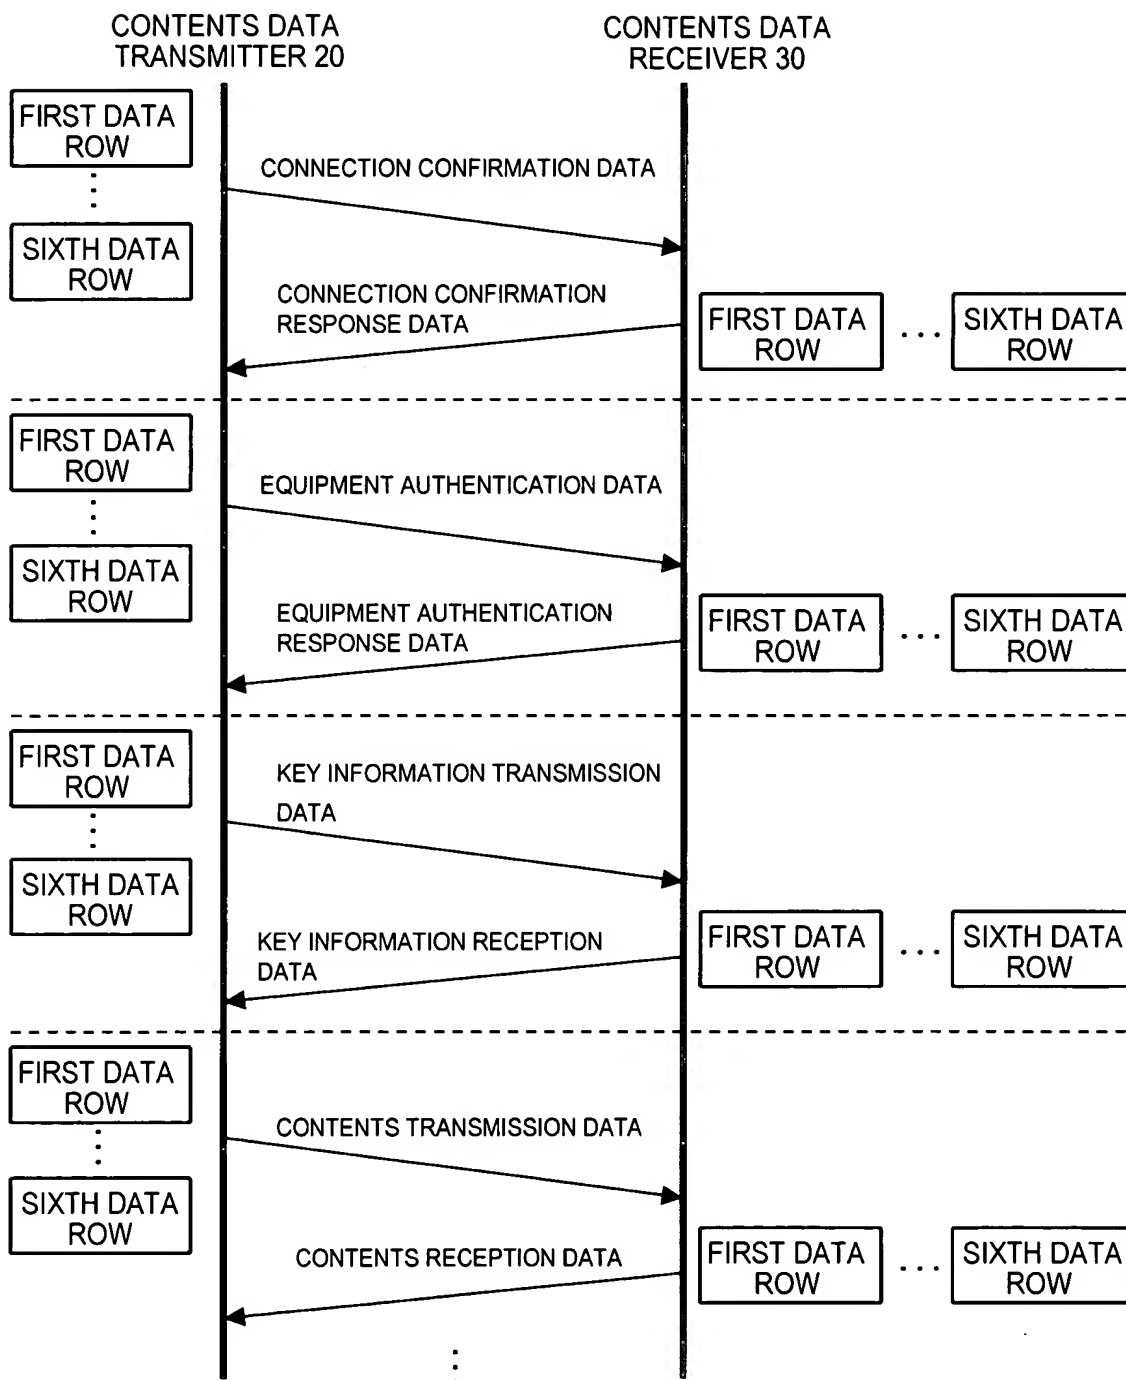 CONTENTS DATA
TRANSMITTER 20
CONTENTS DATA
RECEIVER 30
FIRST DATA
ROW
CONNECTION CONFIRMATION DATA
SIXTH DATA
ROW
CONNECTION CONFIRMATION
RESPONSE DATA
FIRST DATA
ROW
SIXTH DATA
ROW
FIRST DATA
ROW
EQUIPMENT AUTHENTICATION DATA
SIXTH DATA
ROW
EQUIPMENT AUTHENTICATION
RESPONSE DATA
FIRST DATA
ROW
SIXTH DATA
ROW
FIRST DATA
ROW
KEY INFORMATION TRANSMISSION
DATA
SIXTH DATA
ROW
KEY INFORMATION RECEPTION
DATA
FIRST DATA
ROW
SIXTH DATA
ROW
FIRST DATA
ROW
CONTENTS TRANSMISSION DATA
SIXTH DATA
ROW
CONTENTS RECEPTION DATA
FIRST DATA
ROW
SIXTH DATA
ROW